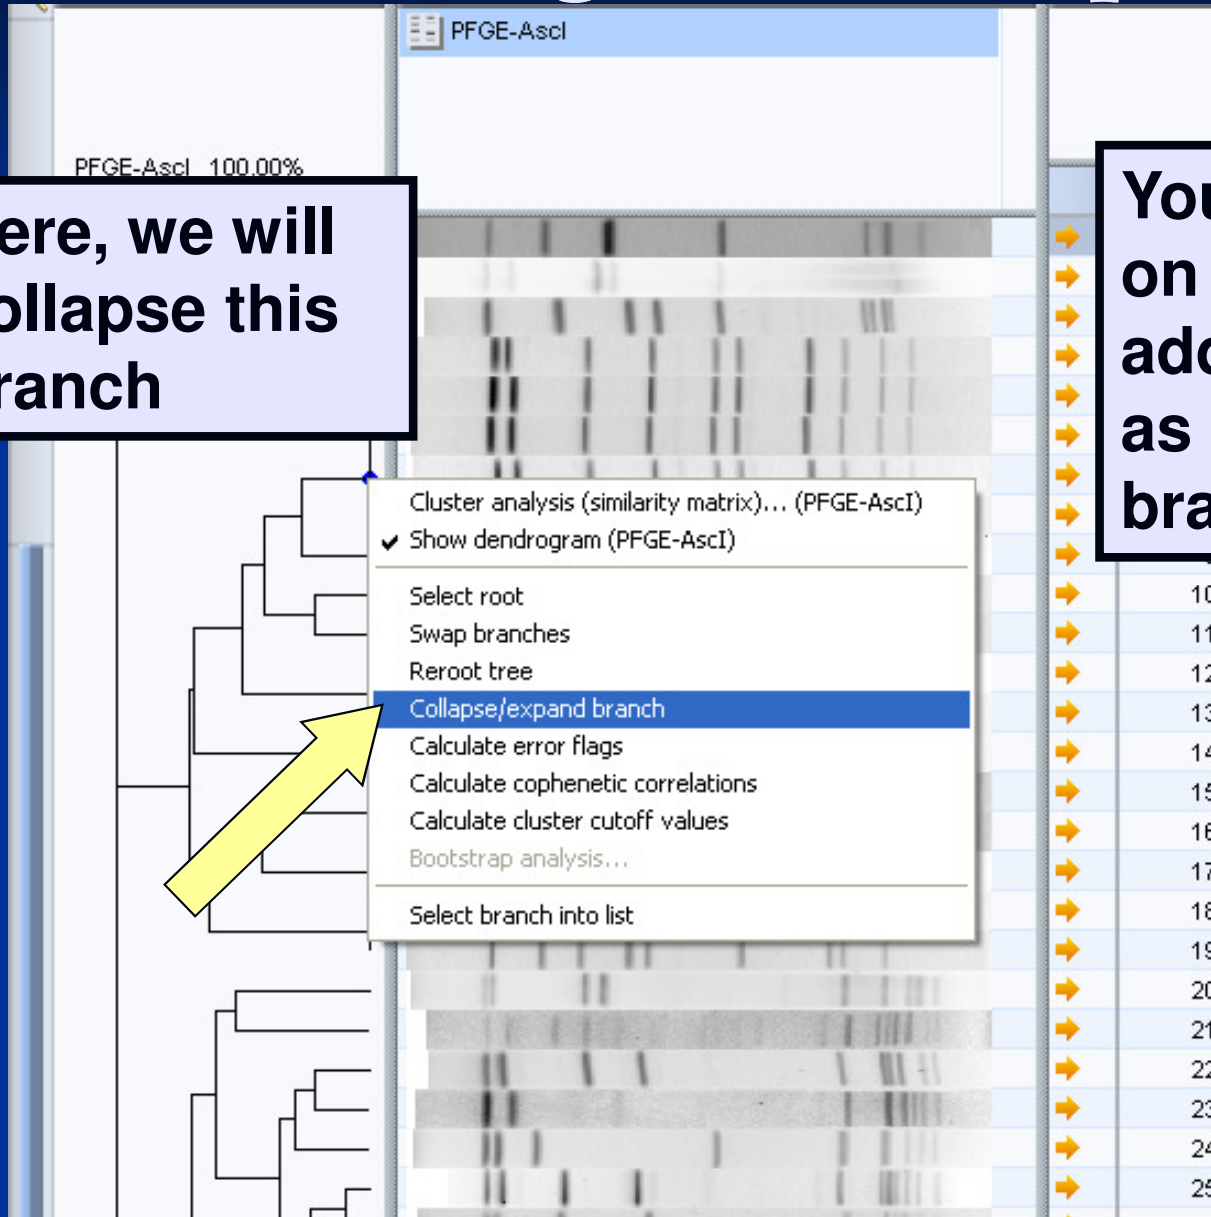 PFGE-AscI
PFGE-AscI 100.00%
ere, we will
ollapse this
ranch
You
on
add
as
bra
Cluster analysis (similarity matrix)... (PFGE-AscI)
Show dendrogram (PFGE-AscI)
Select root
Swap branches
Reroot tree
Collapse/expand branch
Calculate error flags
Calculate cophenetic correlations
Calculate cluster cutoff values
Bootstrap analysis...
Select branch into list
10
11
12
13
14
15
16
17
18
19
20
21
22
23
24
25